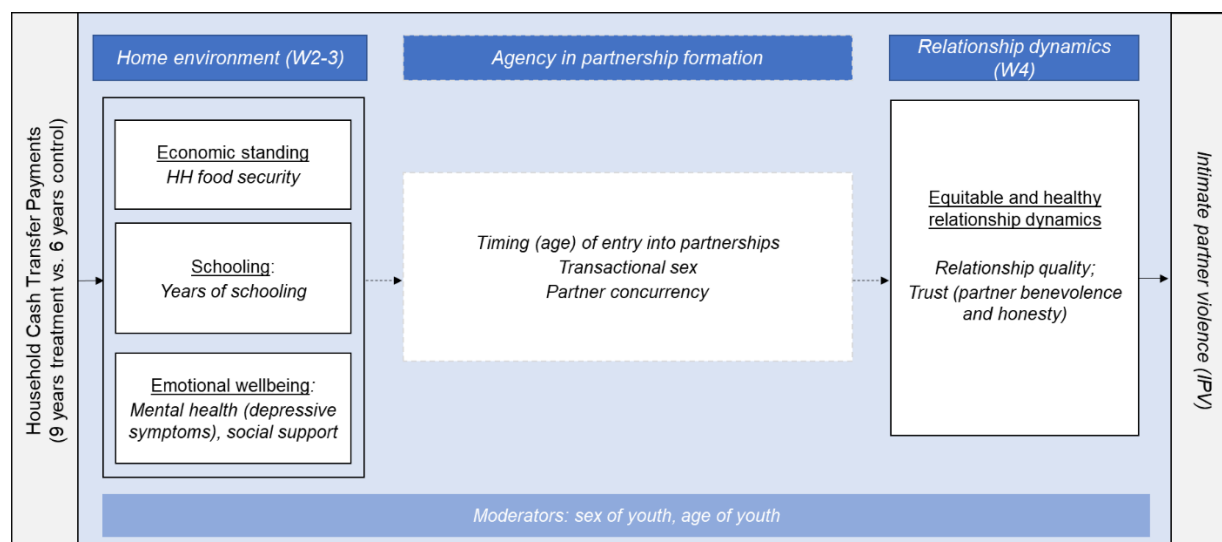 Household Cash Transfer Payments
(9 years treatment vs. 6 years control)
Home environment (W2-3)
Economic standing
HH food security
Schooling:
Years of schooling
Emotional wellbeing:
Mental health (depressive
symptoms), social support
Agency in partnership formation
Timing (age) of entry into partnerships
Transactional sex
Partner concurrency
Relationship dynamics
(W4)
Equitable and healthy
relationship dynamics
Relationship quality;
Trust (partner benevolence
and honesty)
Intimate partner violence (IPV)
Moderators: sex of youth, age of youth